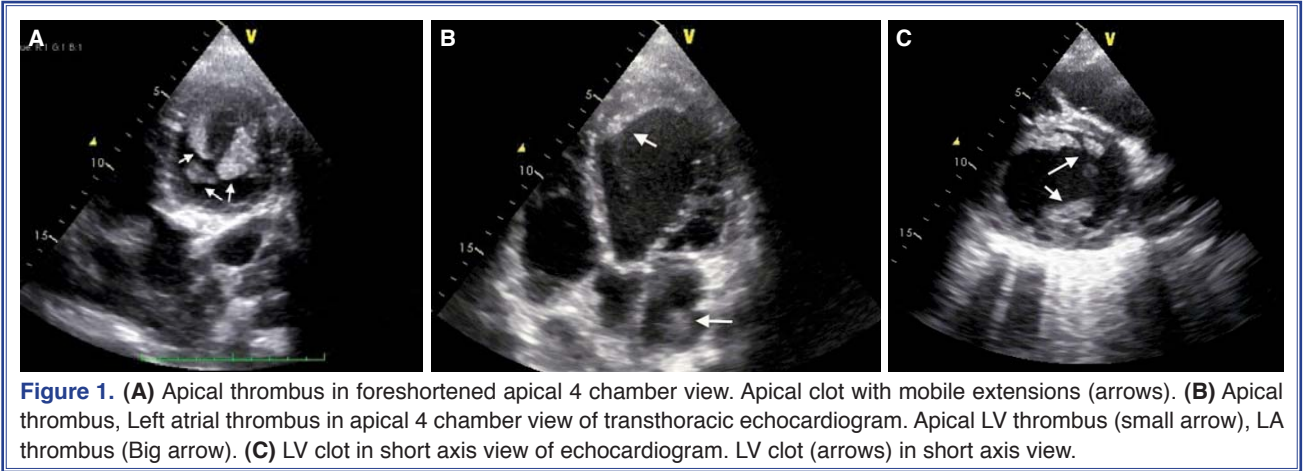 A
V
5
10
15
B
V
5
10
15
C
V
5
10
15
Figure 1. (A) Apical thrombus in foreshortened apical 4 chamber view. Apical clot with mobile extensions (arrows). (B) Apical
thrombus, Left atrial thrombus in apical 4 chamber view of transthoracic echocardiogram. Apical LV thrombus (small arrow), LA
thrombus (Big arrow). (C) LV clot in short axis view of echocardiogram. LV clot (arrows) in short axis view.